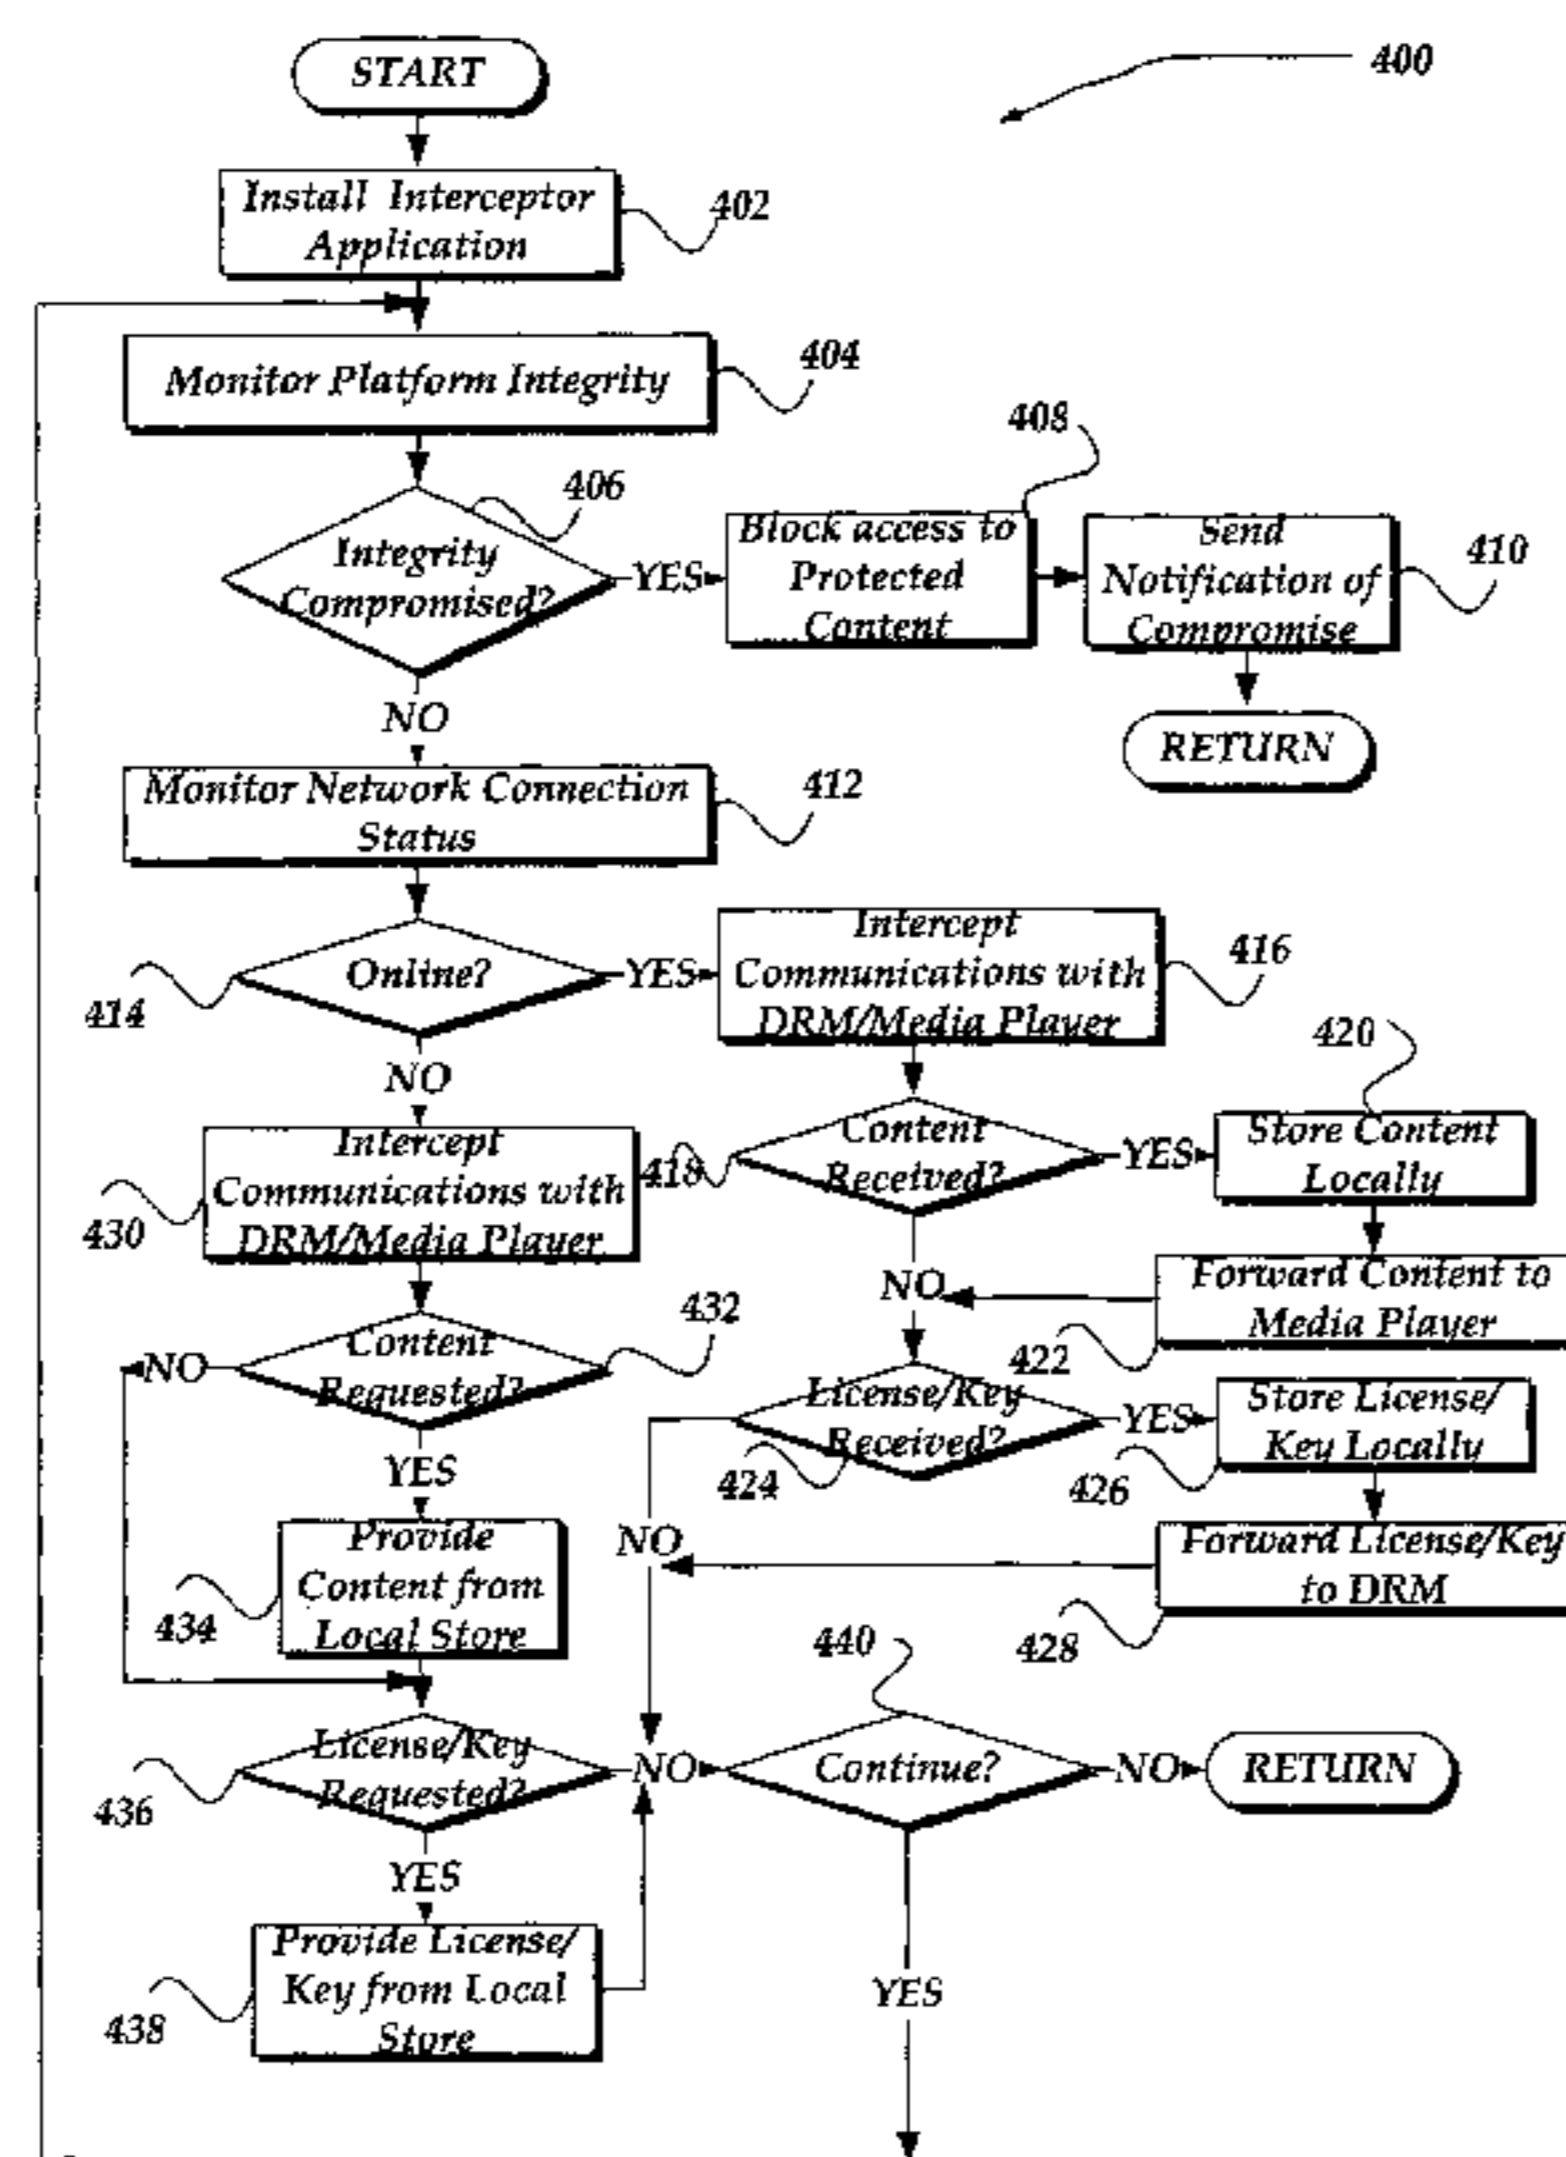 START
400
Install Interceptor
Application
402
Monitor Platform Integrity
404
406
Integrity
Compromised?
YES
408
Block access to
Protected
Content
Send
Notification of
Compromise
410
RETURN
NO
Monitor Network Connection
Status
412
Online?
414
YES
Intercept
Communications with
DRM/Media Player
416
NO
Intercept
Communications with
DRM/Media Player
430
Content
Received?
418
YES
420
Store Content
Locally
NO
Forward Content to
Media Player
422
Content
Requested?
432
NO
License/Key
Received?
424
YES
Store License/
Key Locally
426
YES
NO
Provide
Content from
Local Store
434
Forward License/Key
to DRM
428
440
License/Key
Requested?
436
NO
Continue?
NO
RETURN
YES
Provide License/
Key from Local
Store
438
YES